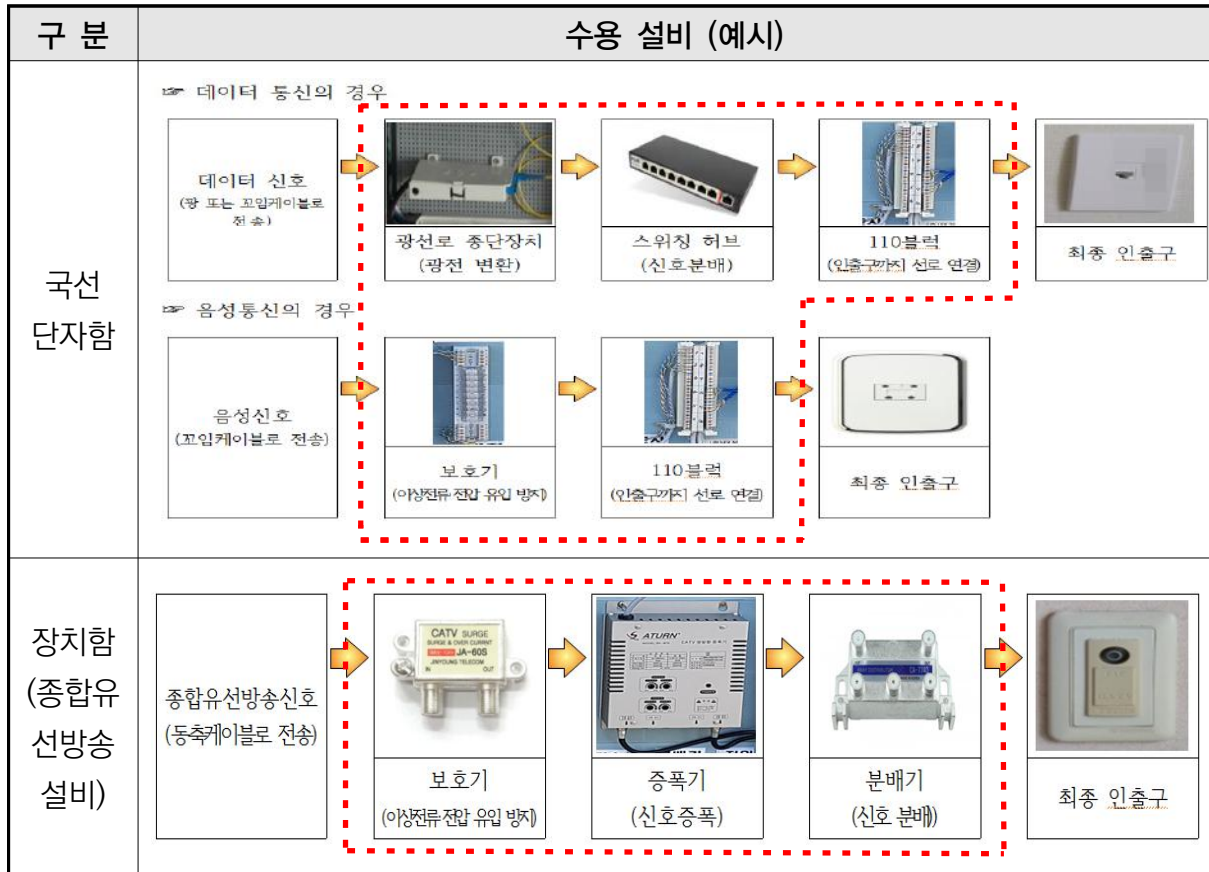 구 분
수용 설비 (예시)
국선
단자함
☞ 데이터 통신의 경우
데이터 신호
(광 또는 꼬임케이블로
전송)
광선로 종단장치
(광전 변환)
스위칭 허브
(신호분배)
110블럭
(인출구까지 선로 연결)
최종 인출구
☞ 음성통신의 경우
음성신호
(꼬임케이블로 전송)
보호기
(이상전류 전압 유입 방지)
110블럭
(인출구까지 선로 연결)
최종 인출구
장치함
(종합유
선방송
설비)
종합유선방송신호
(동축케이블로 전송)
CATV SURGE
SURGE & OVER CURRNT
JA-60S
JINYOUNG TELECOM
IN OUT
보호기
(이상전류 전압 유입 방지)
ATURN
증폭기
(신호증폭)
분배기
(신호 분배))
최종 인출구